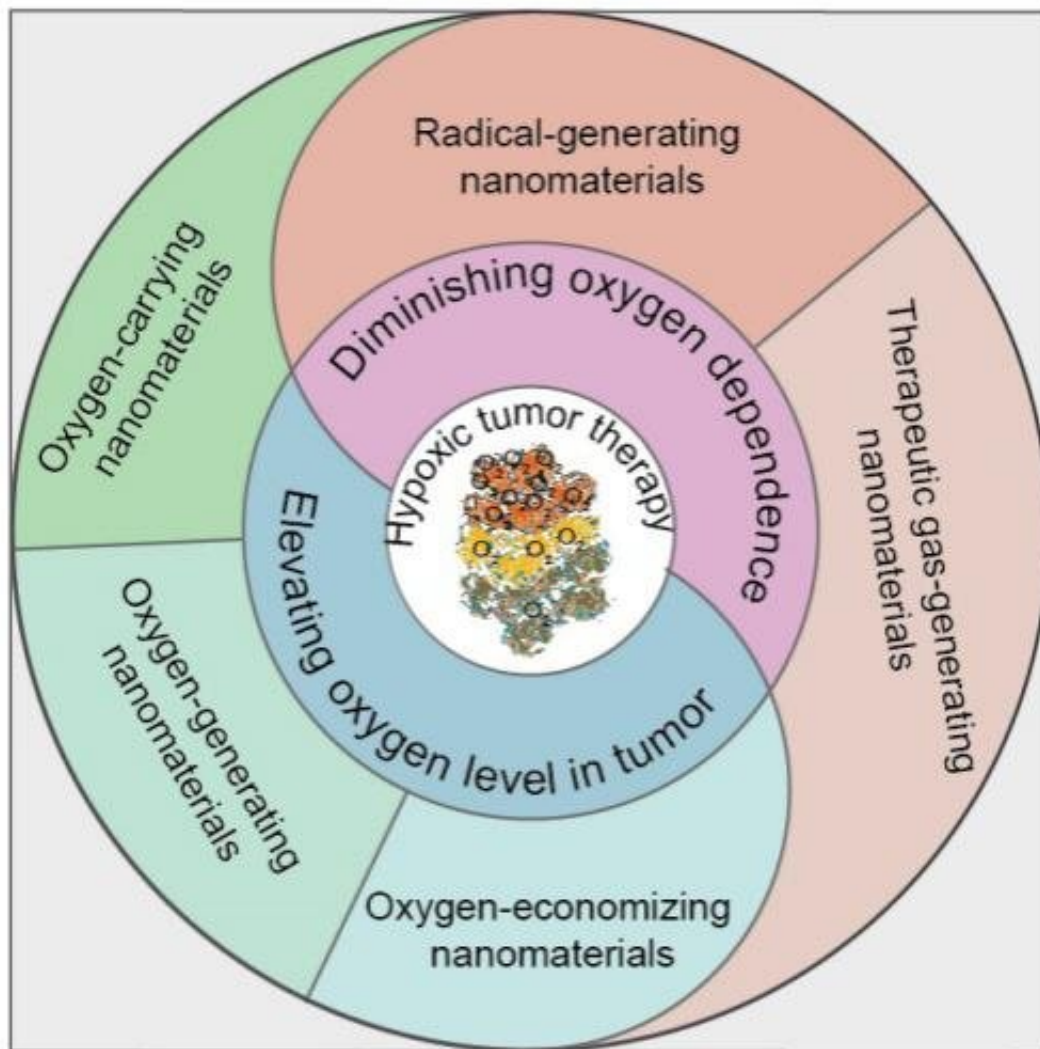 Radical-generating
nanomaterials
Oxygen-carrying
nanomaterials
Diminishing oxygen dependence
Therapeutic gas-generating
nanomaterials
Hypoxic tumor therapy
Elevating oxygen level in tumor
Oxygen-generating
nanomaterials
Oxygen-economizing
nanomaterials